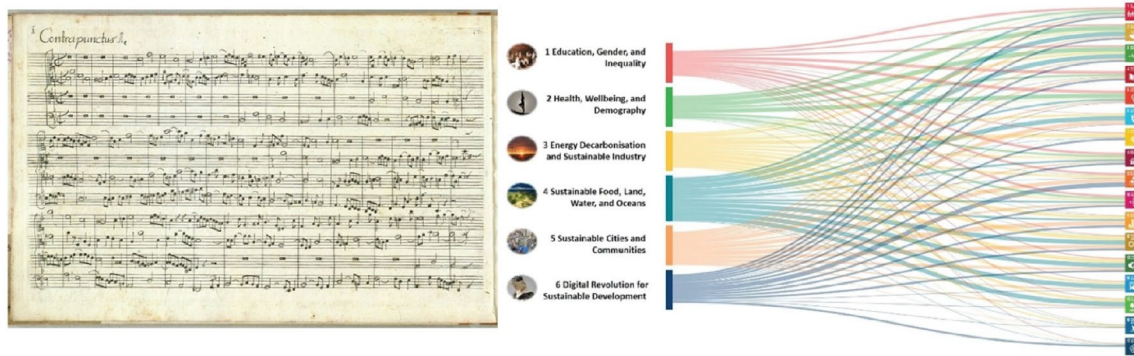 Contrapunctus
1 Education, Gender, and
Inequality
2 Health, Wellbeing, and
Demography
3 Energy Decarbonisation
and Sustainable Industry
4 Sustainable Food, Land,
Water, and Oceans
5 Sustainable Cities and
Communities
6 Digital Revolution for
Sustainable Development